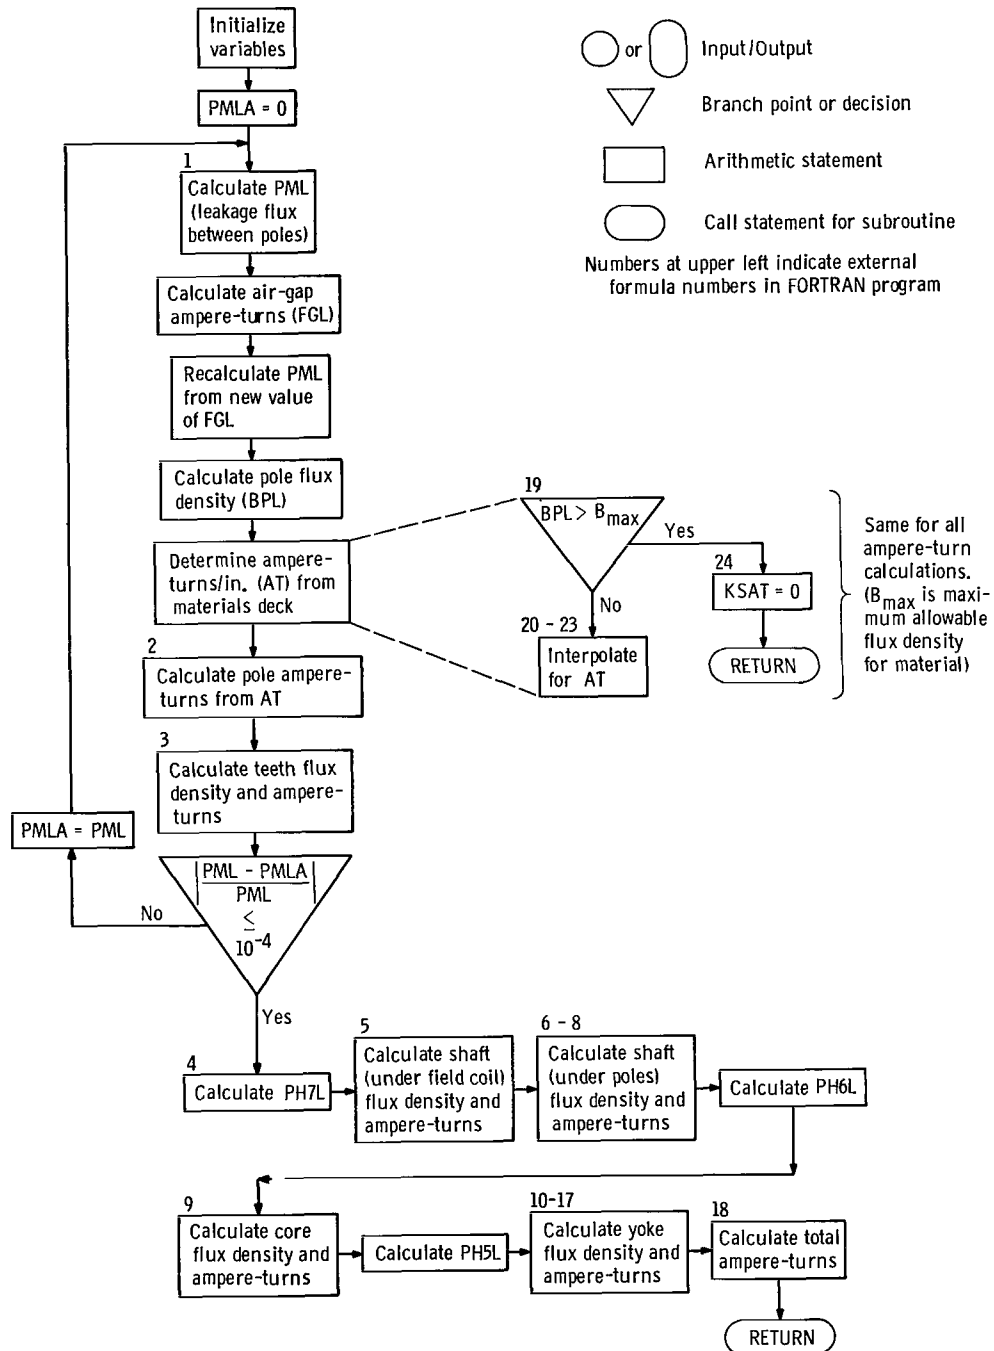 Initialize
variables
PMLA = 0
1
Calculate PML
(leakage flux
between poles)
Calculate air-gap
ampere-turns (FGL)
Recalculate PML
from new value
of FGL
Calculate pole flux
density (BPL)
Determine ampere-
turns/in. (AT) from
materials deck
2
Calculate pole ampere-
turns from AT
3
Calculate teeth flux
density and ampere-
turns
PMLA = PML
|PML - PMLA|
PML
≤
10⁻⁴
No
Yes
or
Input/Output
Branch point or decision
Arithmetic statement
Call statement for subroutine
Numbers at upper left indicate external
formula numbers in FORTRAN program
19
BPL > Bmax
Yes
No
24
KSAT = 0
RETURN
20 - 23
Interpolate
for AT
Same for all
ampere-turn
calculations.
(Bmax is maxi-
mum allowable
flux density
for material)
4
Calculate PH7L
5
Calculate shaft
(under field coil)
flux density and
ampere-turns
6 - 8
Calculate shaft
(under poles)
flux density and
ampere-turns
Calculate PH6L
9
Calculate core
flux density and
ampere-turns
Calculate PH5L
10-17
Calculate yoke
flux density and
ampere-turns
18
Calculate total
ampere-turns
RETURN